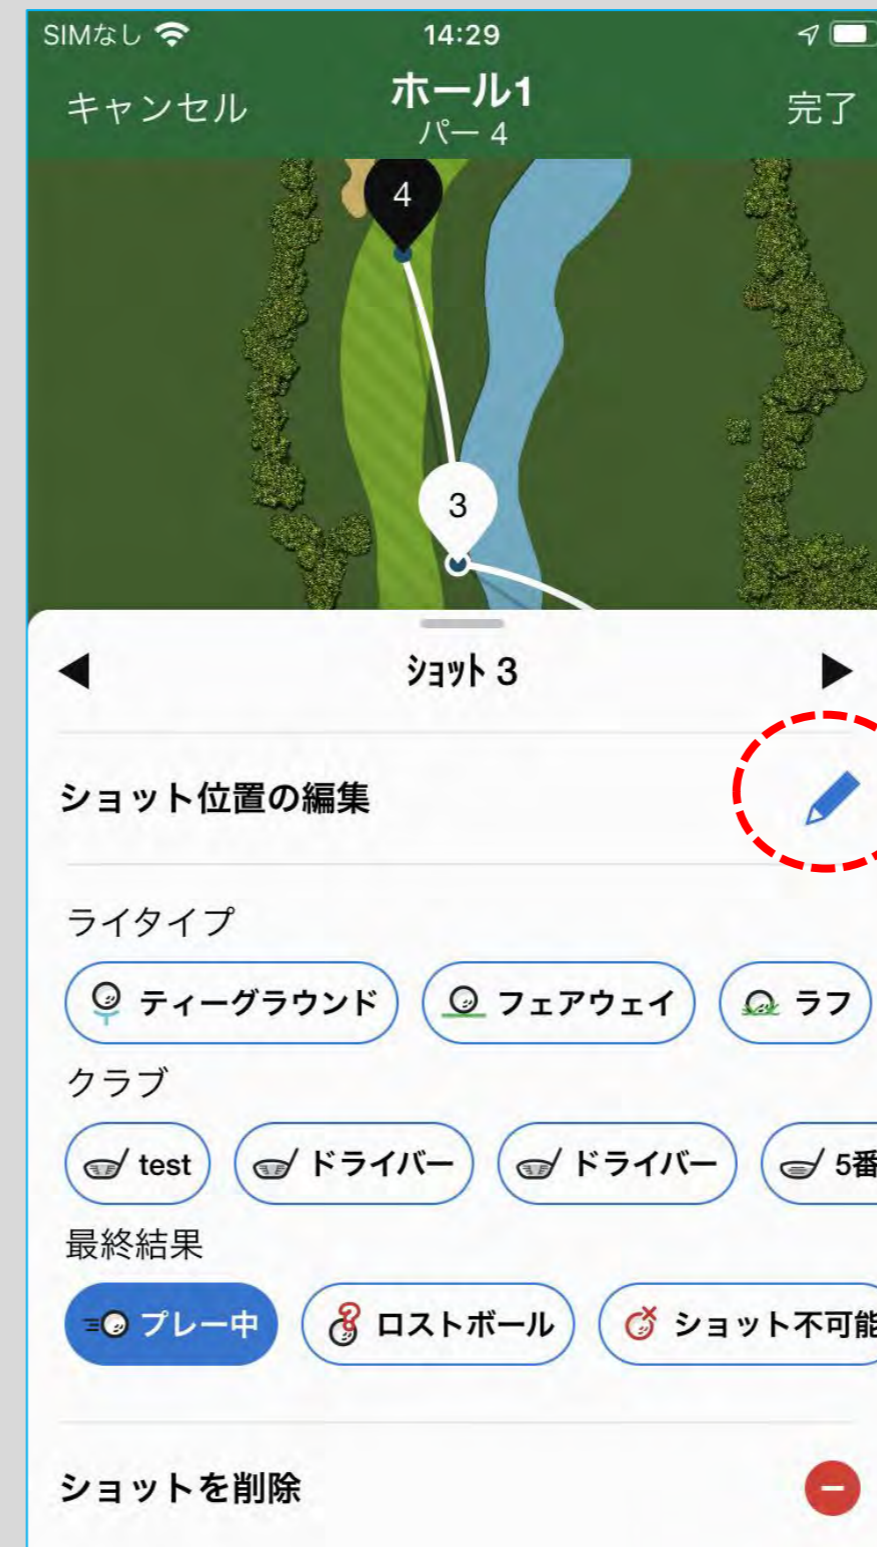 SIMなし 14:29
キャンセル ホール1 完了
パー 4
4
3
ショット 3
ショット位置の編集
ライタイプ
ティーグラウンド フェアウェイ ラフ
クラブ
test ドライバー ドライバー 5番
最終結果
プレー中 ロストボール ショット不可能
ショットを削除